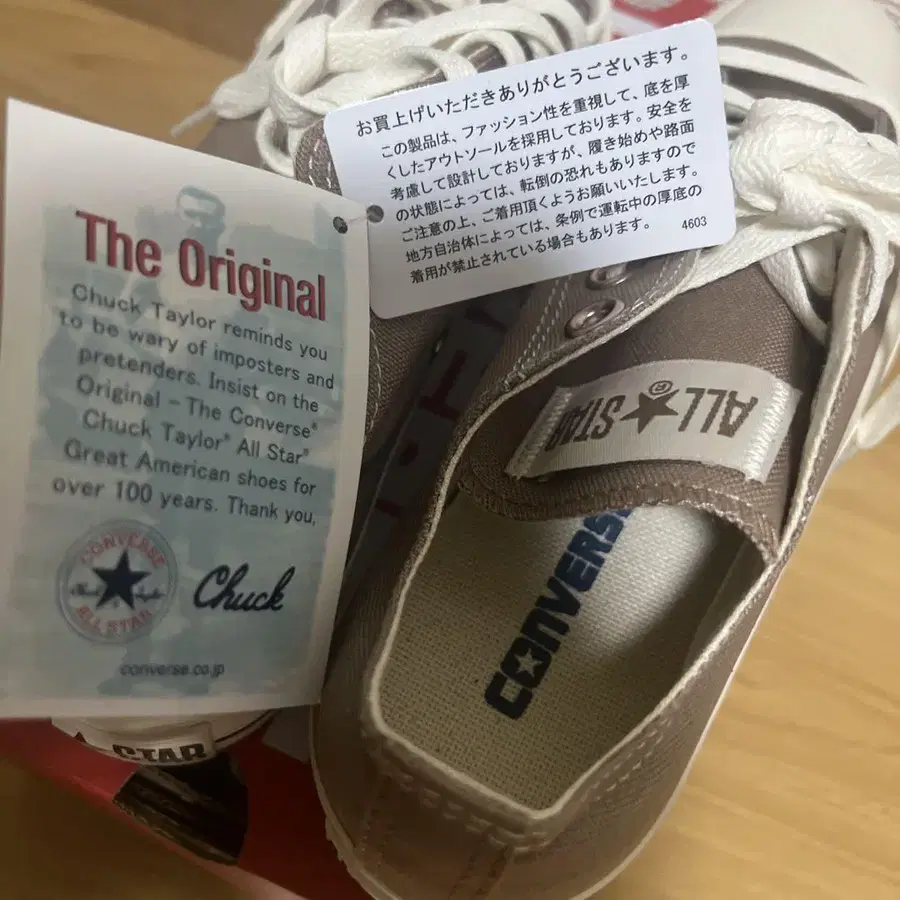 お買上げいただきありがとうございます。
この製品は、ファッション性を重視して、底を厚
くしたアウトソールを採用しております。安全を
考慮して設計しておりますが、履き始めや路面
の状態によっては、転倒の恐れもありますので
ご注意の上、ご着用頂くようお願いいたします。
地方自治体によっては、条例で運転中の厚底の
着用が禁止されている場合もあります。
4603
The Original
Chuck Taylor reminds you
to be wary of imposters and
pretenders. Insist on the
Original – The Converse®
Chuck Taylor® All Star®
Great American shoes for
over 100 years. Thank you,
CONVERSE
ALL STAR
Chuck
converse.co.jp
ALL ★ STAR
®
CONVERSE
STAR